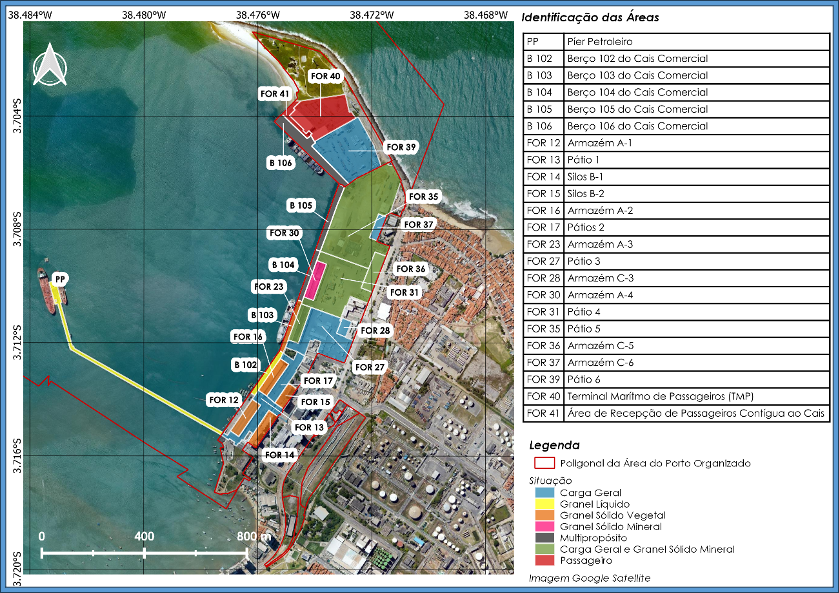 38.484°W 38.480°W 38.476°W 38.472°W 38.468°W
3.704°S
3.708°S
3.712°S
3.716°S
3.720°S
FOR 40
FOR 41
FOR 39
B 106
FOR 35
B 105
FOR 37
FOR 30
B 104
FOR 36
PP
FOR 23
FOR 31
B 103
FOR 28
FOR 16
B 102
FOR 27
FOR 17
FOR 12
FOR 15
FOR 13
FOR 14
0 400 800 m
Identificação das Áreas
PP Píer Petroleiro
B 102 Berço 102 do Cais Comercial
B 103 Berço 103 do Cais Comercial
B 104 Berço 104 do Cais Comercial
B 105 Berço 105 do Cais Comercial
B 106 Berço 106 do Cais Comercial
FOR 12 Armazém A-1
FOR 13 Pátio 1
FOR 14 Silos B-1
FOR 15 Silos B-2
FOR 16 Armazém A-2
FOR 17 Pátios 2
FOR 23 Armazém A-3
FOR 27 Pátio 3
FOR 28 Armazém C-3
FOR 30 Armazém A-4
FOR 31 Pátio 4
FOR 35 Pátio 5
FOR 36 Armazém C-5
FOR 37 Armazém C-6
FOR 39 Pátio 6
FOR 40 Terminal Marítmo de Passageiros (TMP)
FOR 41 Área de Recepção de Passageiros Contígua ao Cais
Legenda
Poligonal da Área do Porto Organizado
Situação
Carga Geral
Granel Líquido
Granel Sólido Vegetal
Granel Sólido Mineral
Multipropósito
Carga Geral e Granel Sólido Mineral
Passageiro
Imagem Google Satellite